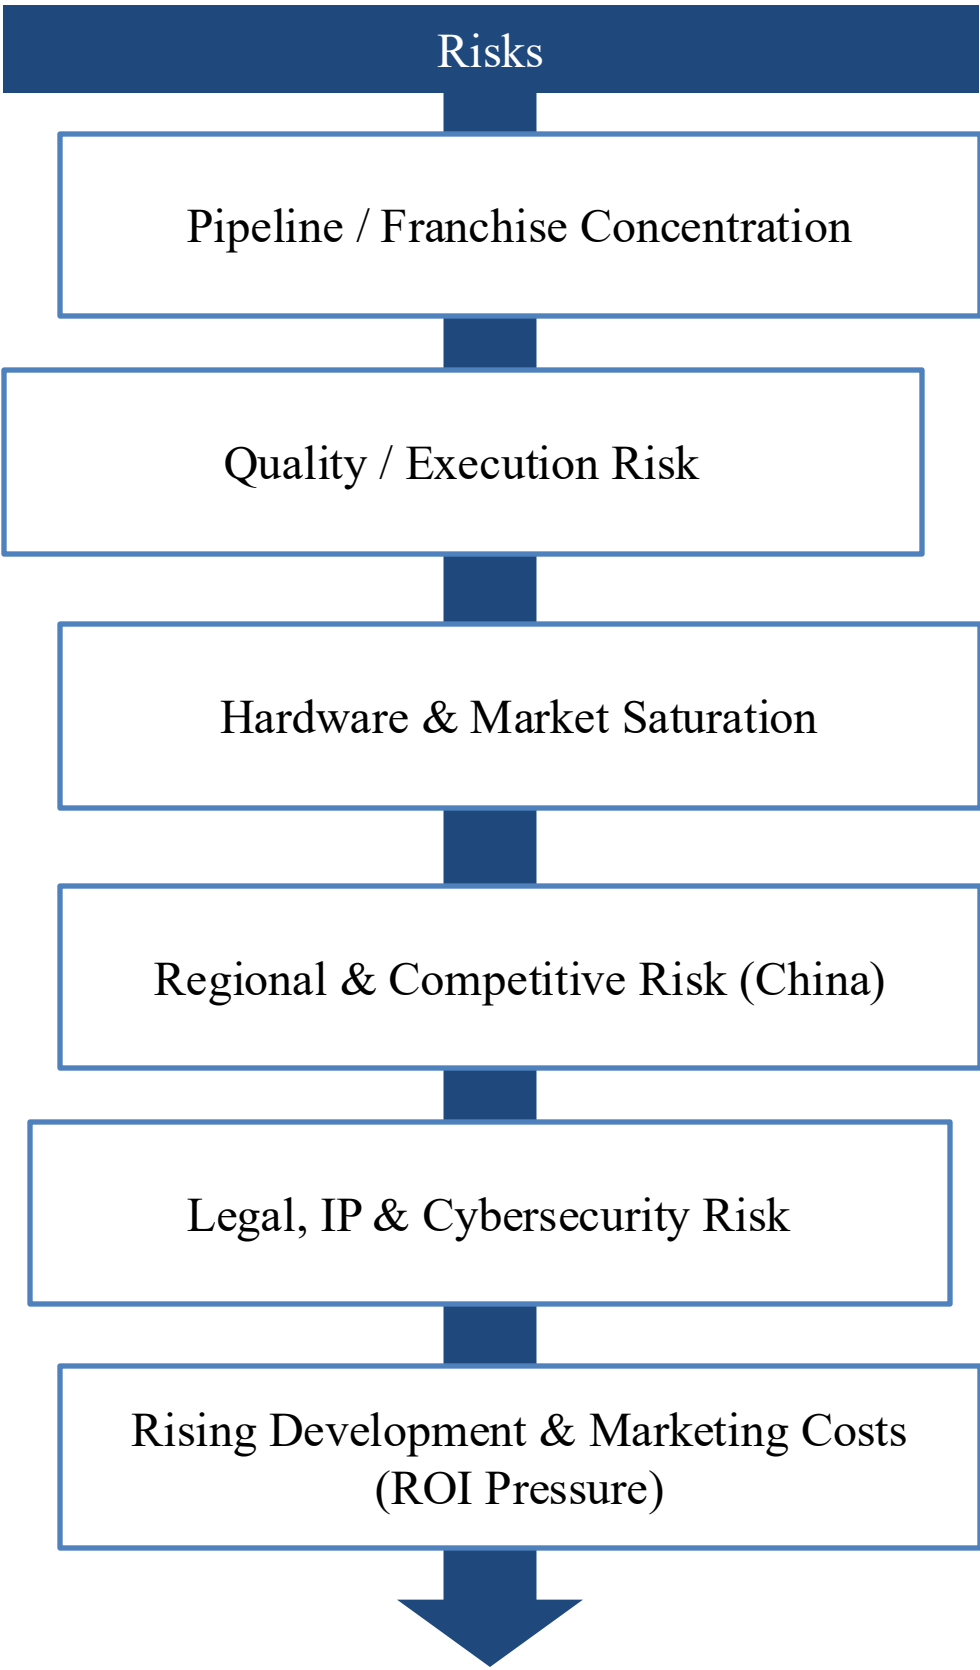 Risks
Pipeline / Franchise Concentration
Quality / Execution Risk
Hardware & Market Saturation
Regional & Competitive Risk (China)
Legal, IP & Cybersecurity Risk
Rising Development & Marketing Costs
(ROI Pressure)